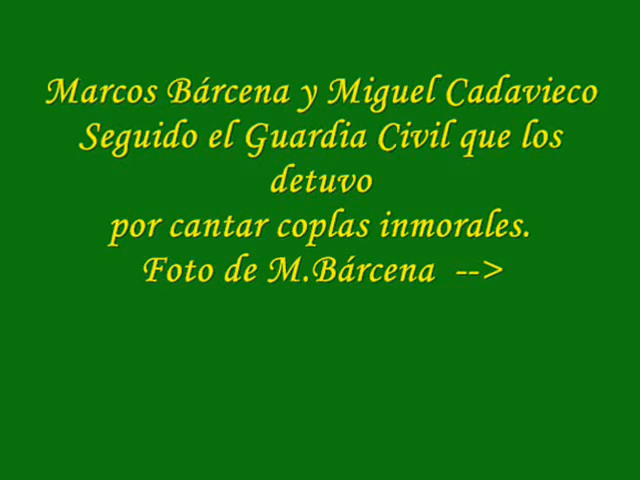 Marcos Bárcena y Miguel Cadavieco
Seguido el Guardia Civil que los
detuvo
por cantar coplas inmorales.
Foto de M.Bárcena -->